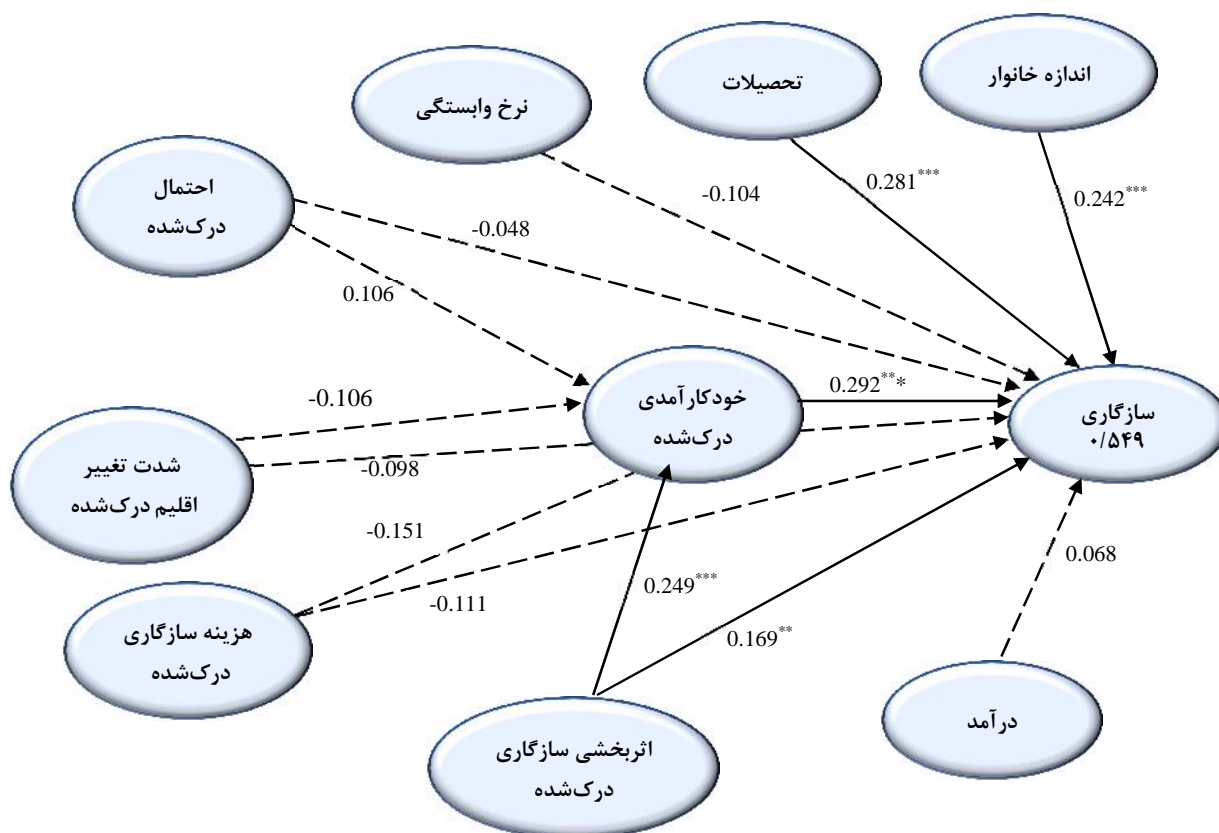 اندازه خانوار
تحصیلات
نرخ وابستگی
احتمال
درک‌شده
0.281***
-0.104
0.242***
-0.048
0.106
خودکارآمدی
درک‌شده
0.292***
سازگاری
۰/۵۴۹
-0.106
-0.098
شدت تغییر
اقلیم درک‌شده
-0.151
0.068
0.249***
-0.111
0.169**
هزینه سازگاری
درک‌شده
اثربخشی سازگاری
درک‌شده
درآمد